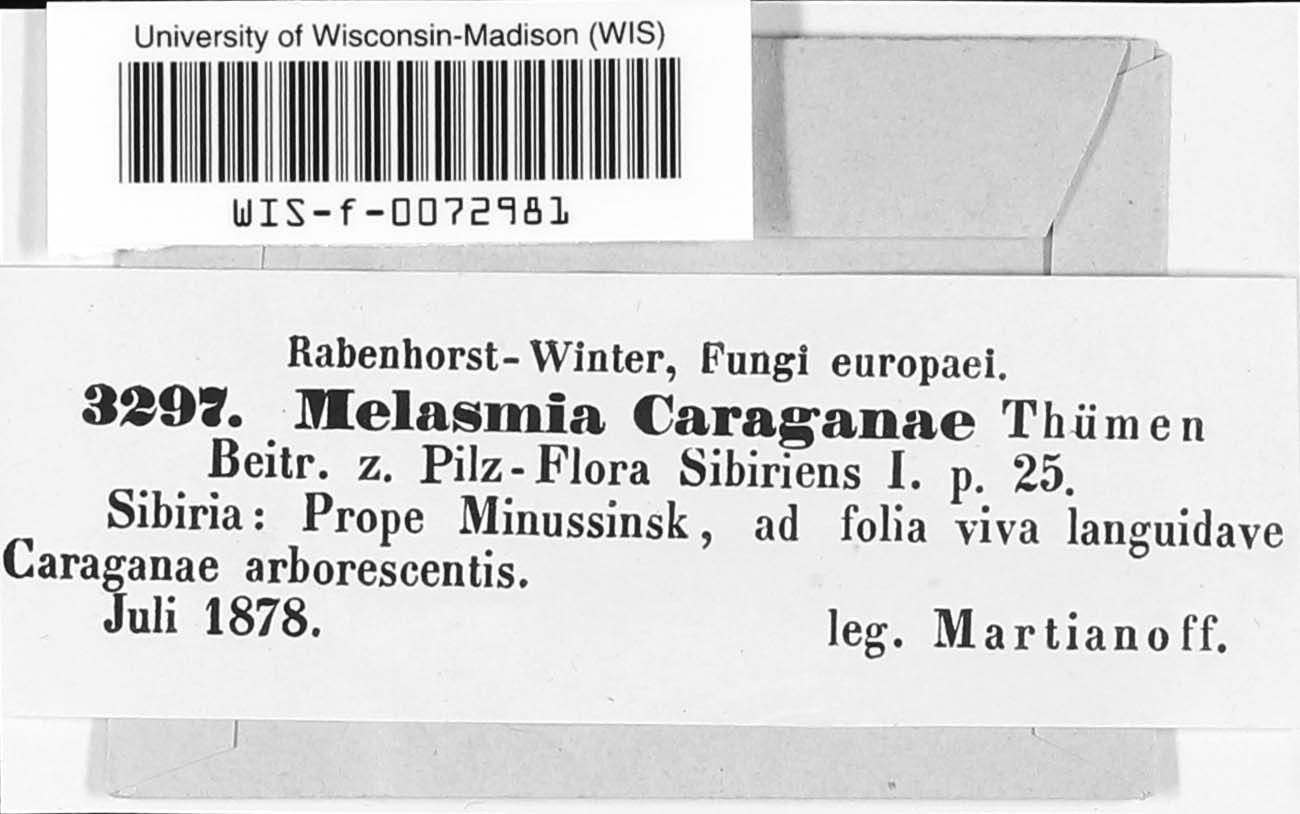 University of Wisconsin-Madison (WIS)
WIS-f-0072981
Rabenhorst-Winter, Fungi europaei.
3297. Melasmia Caraganae Thümen
Beitr. z. Pilz-Flora Sibiriens I. p. 25.
Sibiria: Prope Minussinsk, ad folia viva languidave
Caraganae arborescentis.
Juli 1878. leg. Martianoff.